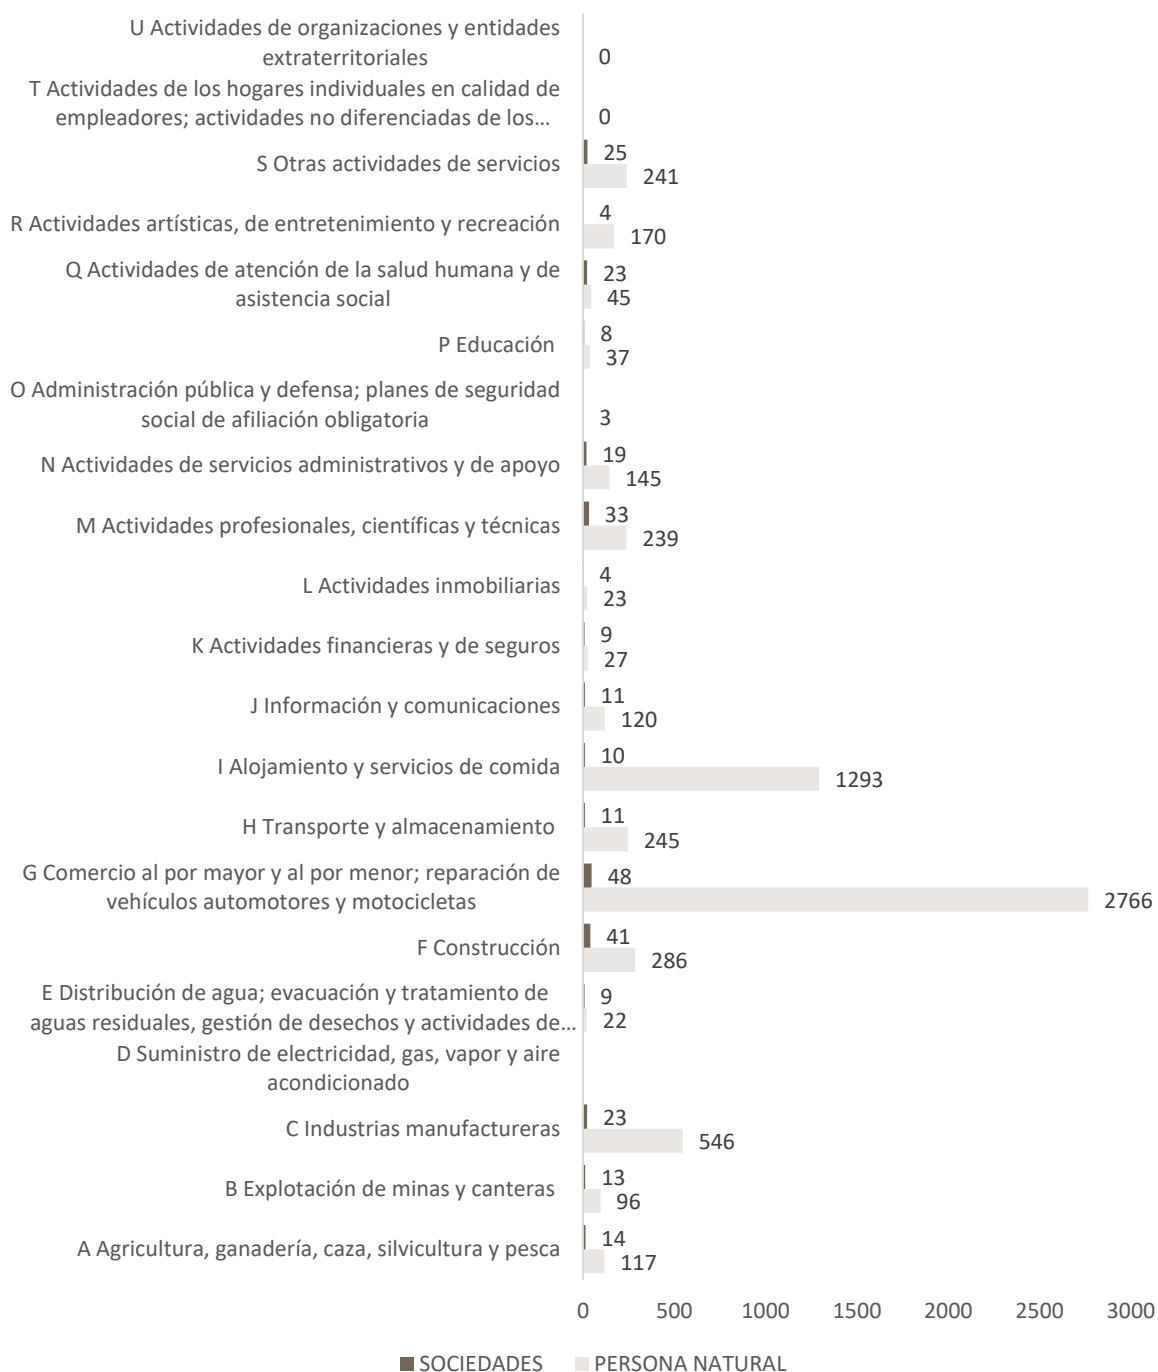 U Actividades de organizaciones y entidades
extraterritoriales
0
T Actividades de los hogares individuales en calidad de
empleadores; actividades no diferenciadas de los...
0
S Otras actividades de servicios
25
241
R Actividades artísticas, de entretenimiento y recreación
4
170
Q Actividades de atención de la salud humana y de
asistencia social
23
45
P Educación
8
37
O Administración pública y defensa; planes de seguridad
social de afiliación obligatoria
3
N Actividades de servicios administrativos y de apoyo
19
145
M Actividades profesionales, científicas y técnicas
33
239
L Actividades inmobiliarias
4
23
K Actividades financieras y de seguros
9
27
J Información y comunicaciones
11
120
I Alojamiento y servicios de comida
10
1293
H Transporte y almacenamiento
11
245
G Comercio al por mayor y al por menor; reparación de
vehículos automotores y motocicletas
48
2766
F Construcción
41
286
E Distribución de agua; evacuación y tratamiento de
aguas residuales, gestión de desechos y actividades de...
9
22
D Suministro de electricidad, gas, vapor y aire
acondicionado
C Industrias manufactureras
23
546
B Explotación de minas y canteras
13
96
A Agricultura, ganadería, caza, silvicultura y pesca
14
117
0 500 1000 1500 2000 2500 3000
SOCIEDADES PERSONA NATURAL